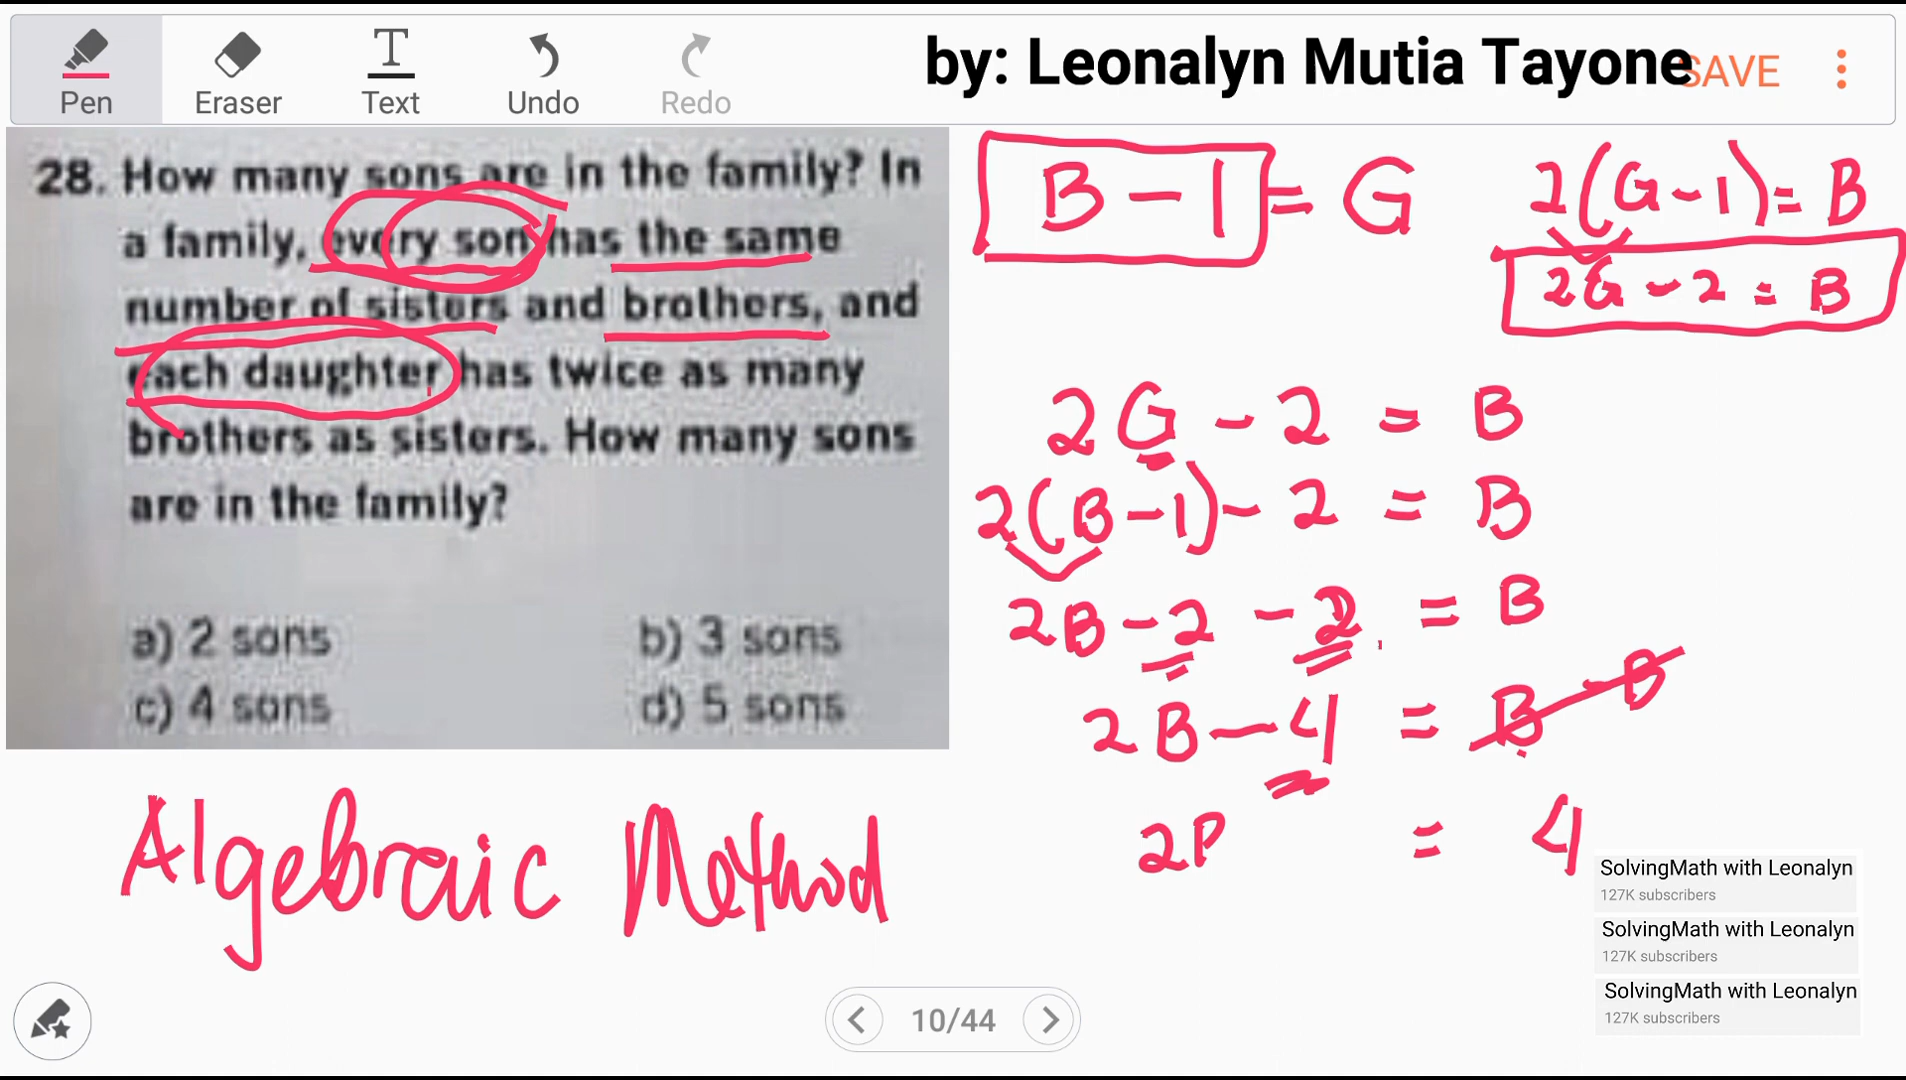 Pen
Eraser
Text
Undo
Redo
by: Leonalyn Mutia Tayone
SAVE
28. How many sons are in the family? In
a family, every son has the same
number of sisters and brothers, and
each daughter has twice as many
brothers as sisters. How many sons
are in the family?
a) 2 sons
b) 3 sons
c) 4 sons
d) 5 sons
B - 1 = G
2(G-1) = B
2G - 2 = B
2G - 2 = B
2(B-1) - 2 = B
2B - 2 - 2 = B
2B - 4 = B - B
2P = 4
Algebraic Method
SolvingMath with Leonalyn
127K subscribers
SolvingMath with Leonalyn
127K subscribers
SolvingMath with Leonalyn
127K subscribers
10/44